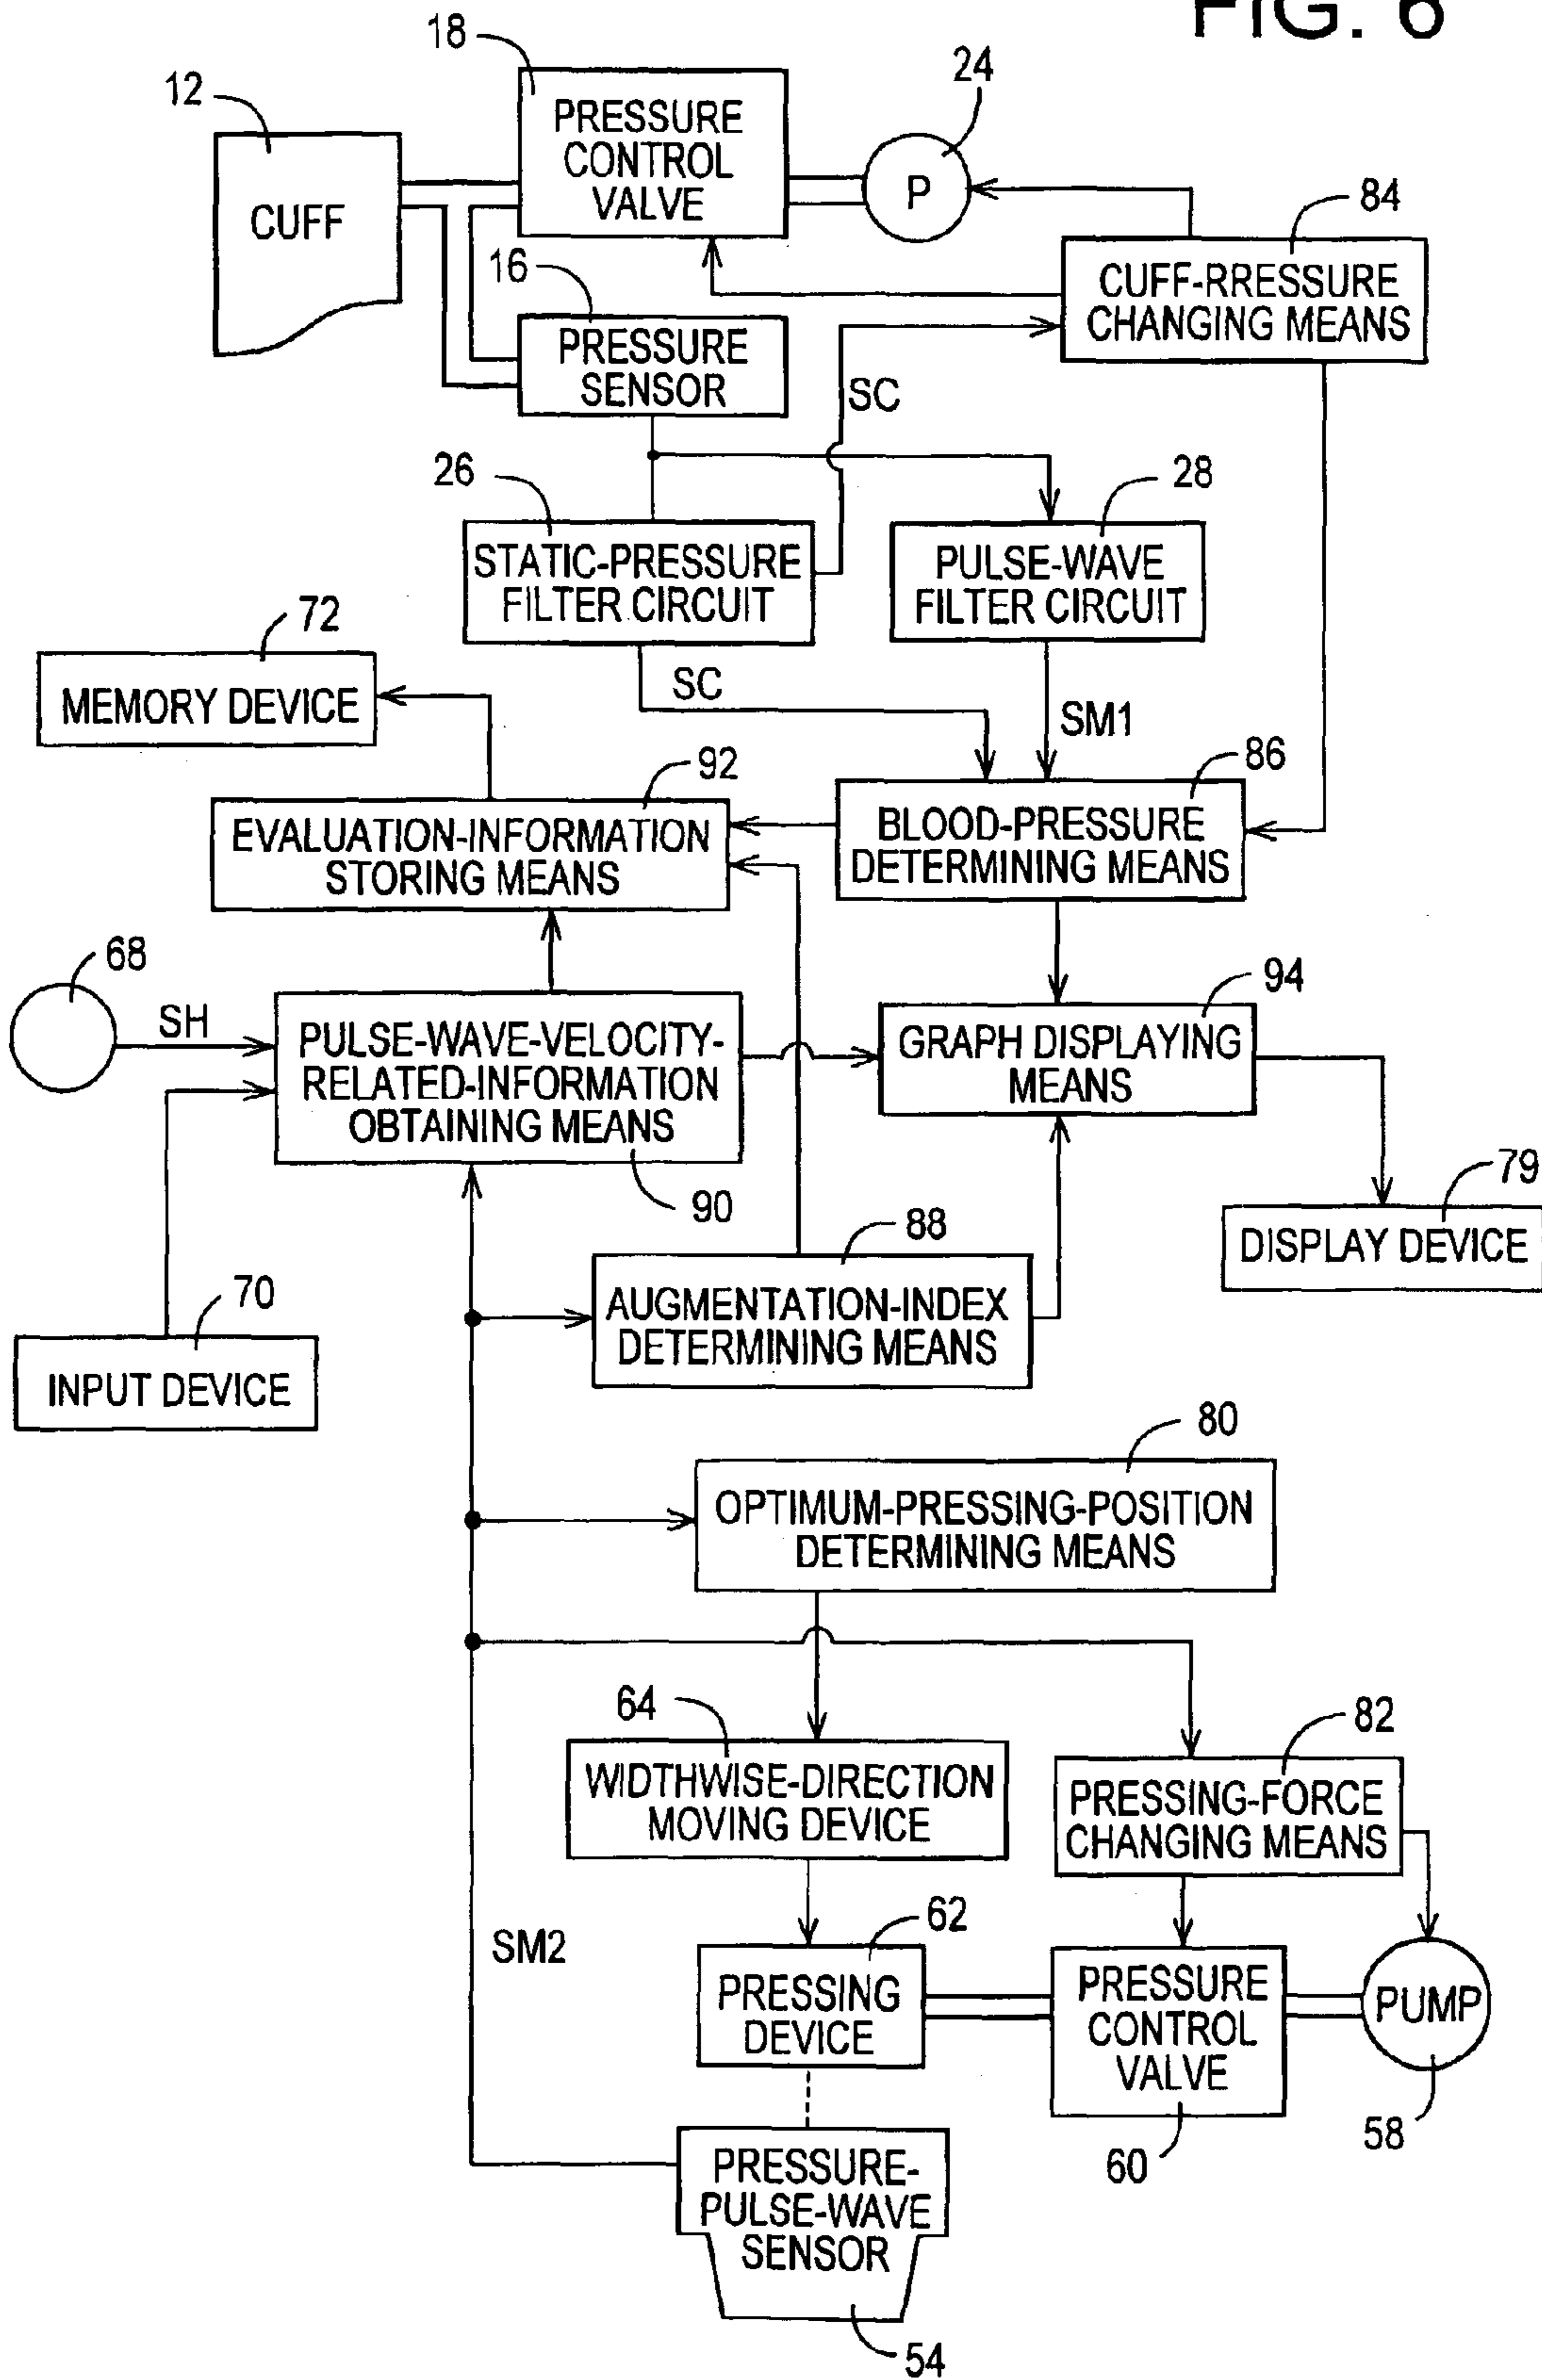 FIG. 6
18
12
24
PRESSURE
CONTROL
VALVE
P
CUFF
84
16
CUFF-RRESSURE
CHANGING MEANS
PRESSURE
SENSOR
SC
26
28
STATIC-PRESSURE
FILTER CIRCUIT
PULSE-WAVE
FILTER CIRCUIT
72
MEMORY DEVICE
SC
SM1
92
86
EVALUATION-INFORMATION
STORING MEANS
BLOOD-PRESSURE
DETERMINING MEANS
68
SH
94
PULSE-WAVE-VELOCITY-
RELATED-INFORMATION
OBTAINING MEANS
GRAPH DISPLAYING
MEANS
90
79
88
DISPLAY DEVICE
70
AUGMENTATION-INDEX
DETERMINING MEANS
INPUT DEVICE
80
OPTIMUM-PRESSING-POSITION
DETERMINING MEANS
64
82
WIDTHWISE-DIRECTION
MOVING DEVICE
PRESSING-FORCE
CHANGING MEANS
62
SM2
PRESSING
DEVICE
PRESSURE
CONTROL
VALVE
PUMP
58
60
PRESSURE-
PULSE-WAVE
SENSOR
54